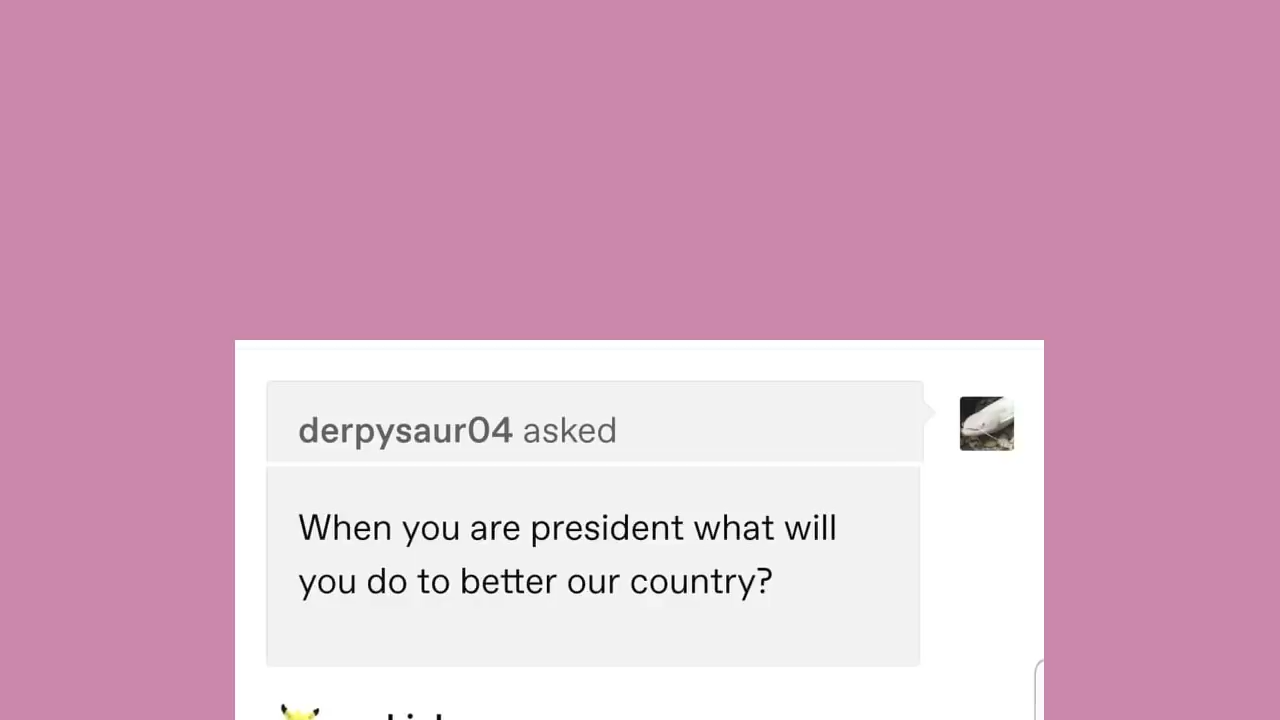 derpysaur04 asked
When you are president what will
you do to better our country?